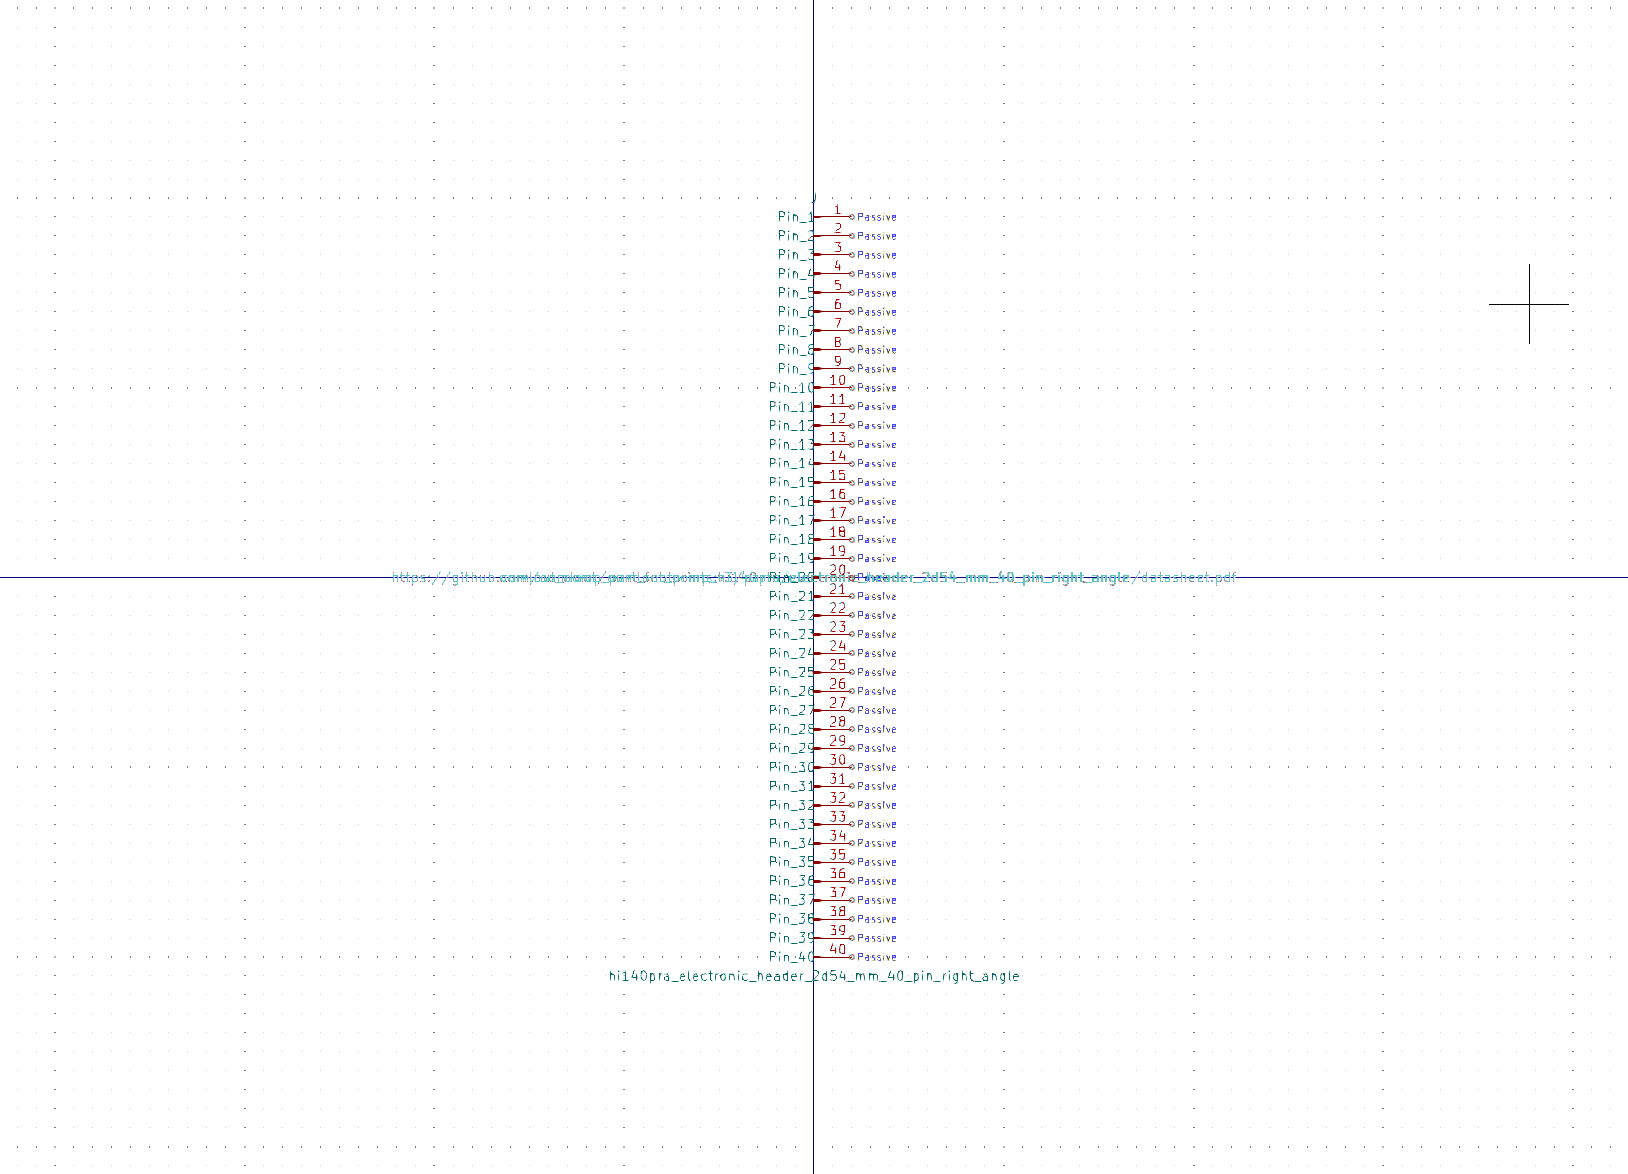 J
Pin_1 1 Passive
Pin_2 2 Passive
Pin_3 3 Passive
Pin_4 4 Passive
Pin_5 5 Passive
Pin_6 6 Passive
Pin_7 7 Passive
Pin_8 8 Passive
Pin_9 9 Passive
Pin_10 10 Passive
Pin_11 11 Passive
Pin_12 12 Passive
Pin_13 13 Passive
Pin_14 14 Passive
Pin_15 15 Passive
Pin_16 16 Passive
Pin_17 17 Passive
Pin_18 18 Passive
Pin_19 19 Passive
20
https://github. header_2d54_mm_40_pin_right_angle/datasheet.pdf
Pin_21 21 Passive
Pin_22 22 Passive
Pin_23 23 Passive
Pin_24 24 Passive
Pin_25 25 Passive
Pin_26 26 Passive
Pin_27 27 Passive
Pin_28 28 Passive
Pin_29 29 Passive
Pin_30 30 Passive
Pin_31 31 Passive
Pin_32 32 Passive
Pin_33 33 Passive
Pin_34 34 Passive
Pin_35 35 Passive
Pin_36 36 Passive
Pin_37 37 Passive
Pin_38 38 Passive
Pin_39 39 Passive
Pin_40 40 Passive
hi140pra_electronic_header_2d54_mm_40_pin_right_angle